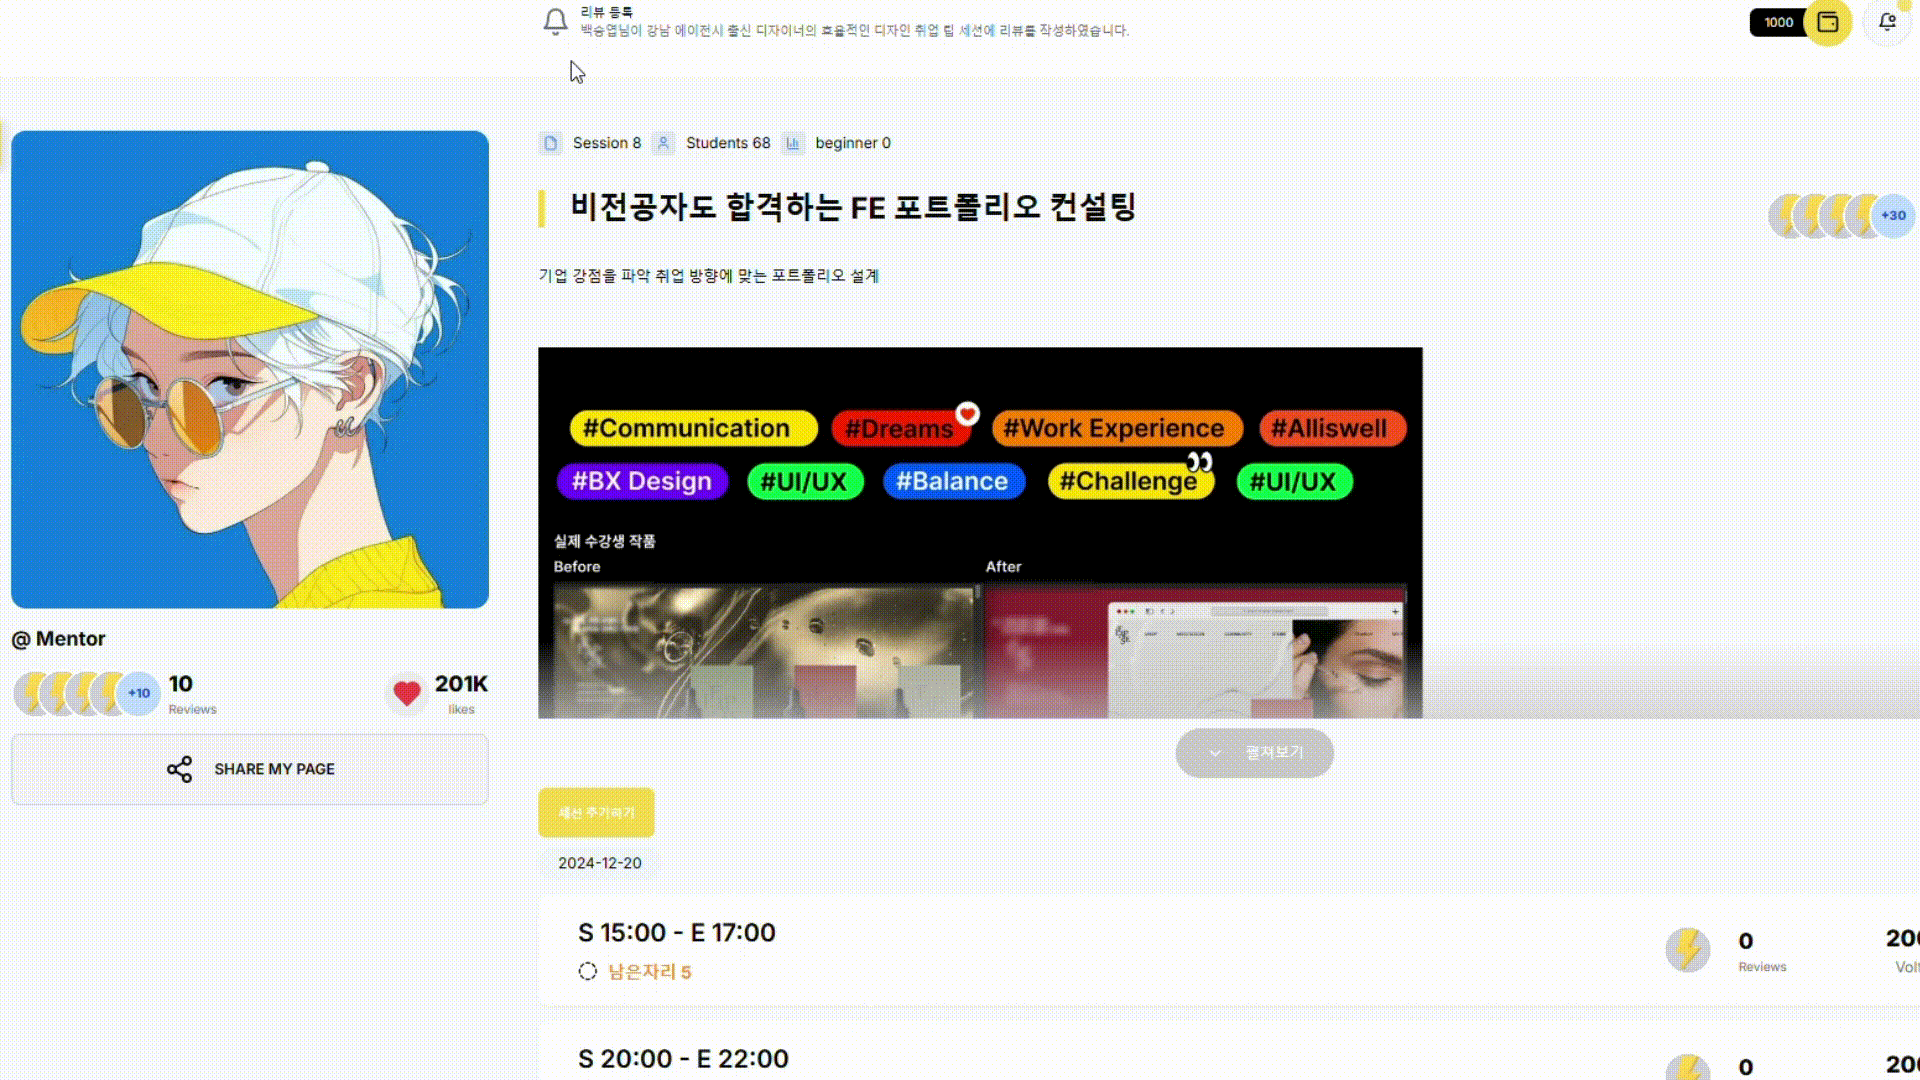 리뷰 등록
백승엽님이 강남 에이전시 출신 디자이너의 효율적인 디자인 취업 팁 세션에 리뷰를 작성하였습니다.
1000
Session 8
Students 68
beginner 0
비전공자도 합격하는 FE 포트폴리오 컨설팅
+30
기업 강점을 파악 취업 방향에 맞는 포트폴리오 설계
#Communication
#Dreams
#Work Experience
#Alliswell
#BX Design
#UI/UX
#Balance
#Challenge
#UI/UX
실제 수강생 작품
Before
After
@ Mentor
+10
10
Reviews
201K
likes
SHARE MY PAGE
펼쳐보기
세션 추가하기
2024-12-20
S 15:00 - E 17:00
남은자리 5
0
Reviews
S 20:00 - E 22:00
0